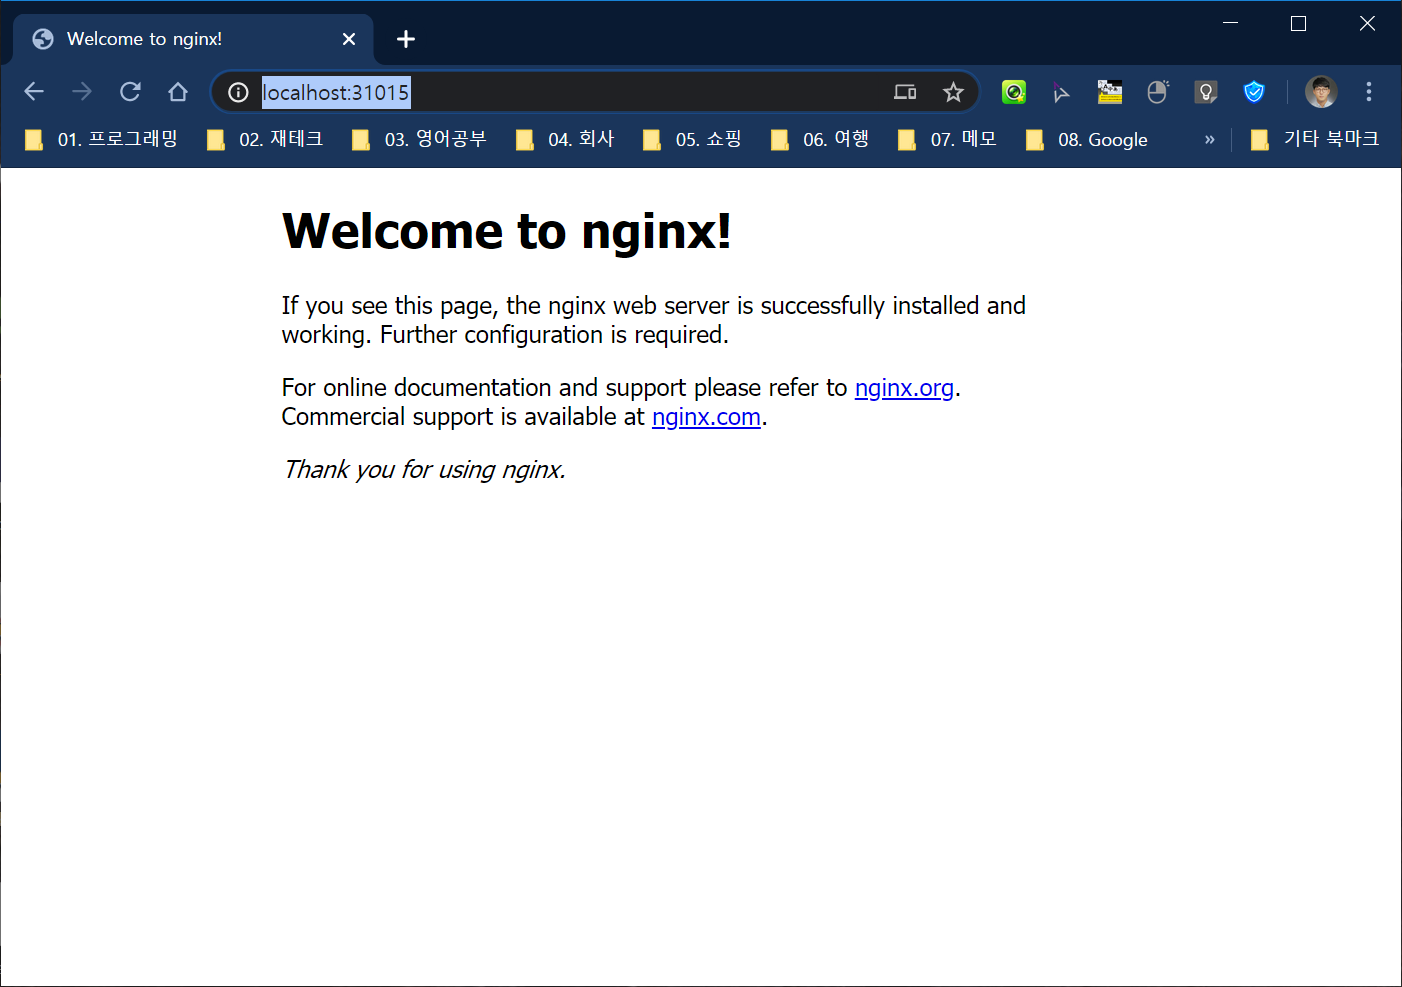 Welcome to nginx!
localhost:31015
01. 프로그래밍
02. 재테크
03. 영어공부
04. 회사
05. 쇼핑
06. 여행
07. 메모
08. Google
»
기타 북마크
Welcome to nginx!
If you see this page, the nginx web server is successfully installed and
working. Further configuration is required.
For online documentation and support please refer to nginx.org.
Commercial support is available at nginx.com.
Thank you for using nginx.